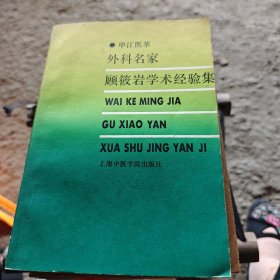 ● 申江医萃
外科名家
顾筱岩学术经验集
WAI KE MING JIA
GU XIAO YAN
XUA SHU JING YAN JI
上海中医学院出版社